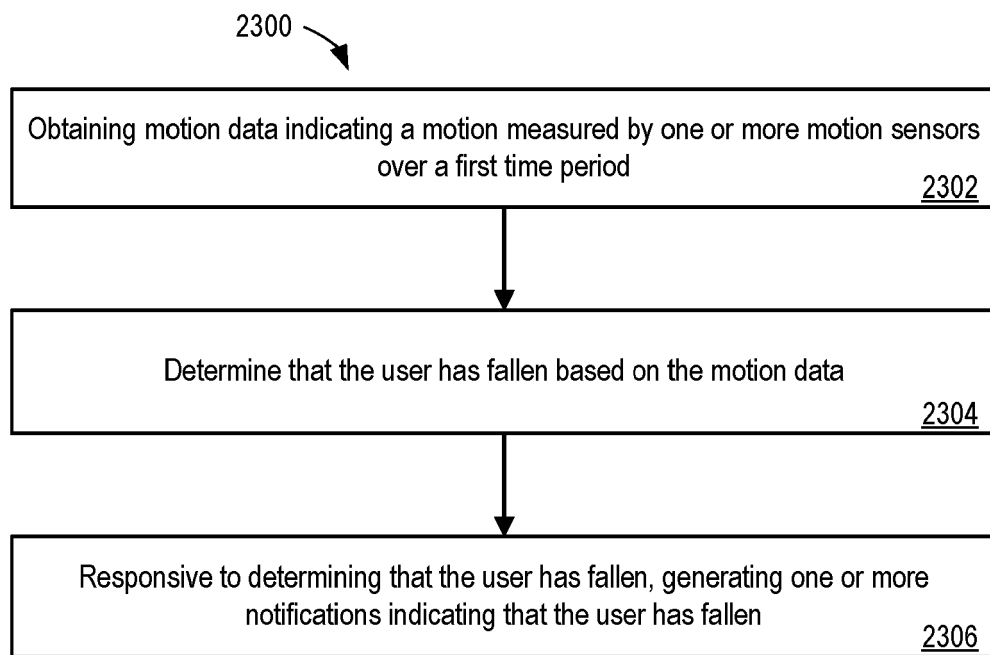 2300
Obtaining motion data indicating a motion measured by one or more motion sensors
over a first time period
2302
Determine that the user has fallen based on the motion data
2304
Responsive to determining that the user has fallen, generating one or more
notifications indicating that the user has fallen
2306